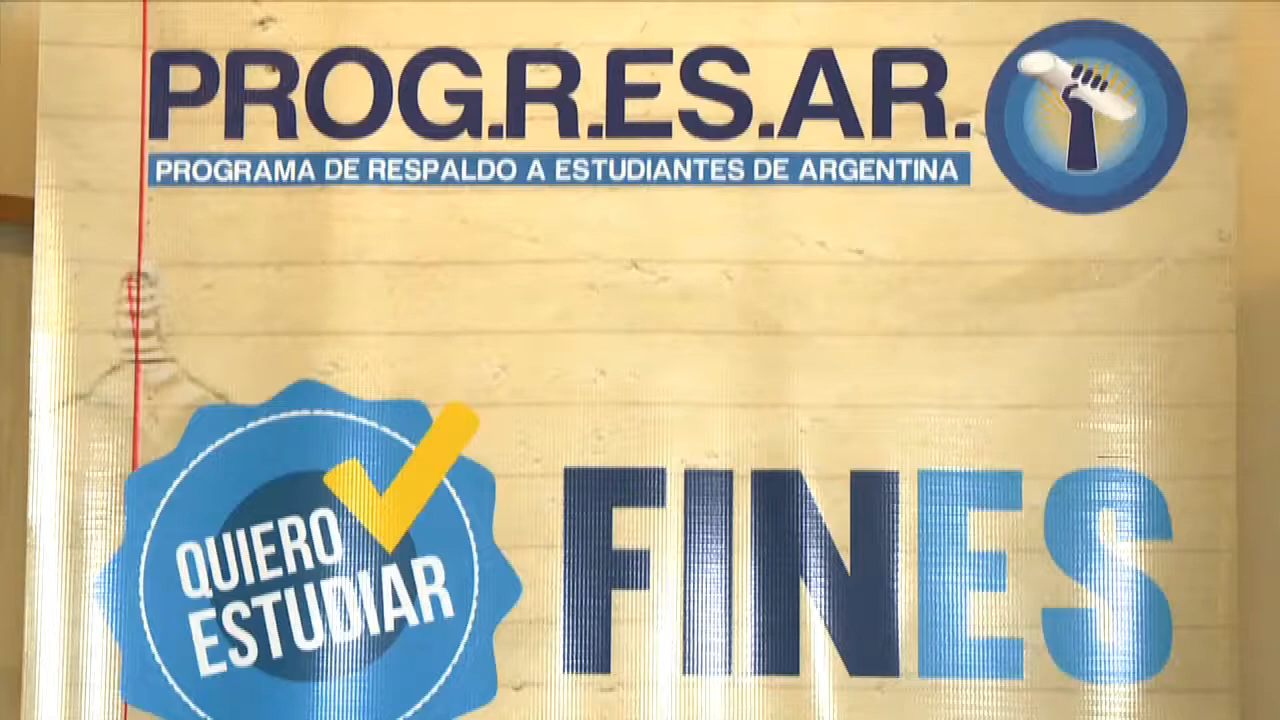 PROG.R.ES.AR.
PROGRAMA DE RESPALDO A ESTUDIANTES DE ARGENTINA
QUIERO
ESTUDIAR
FINES